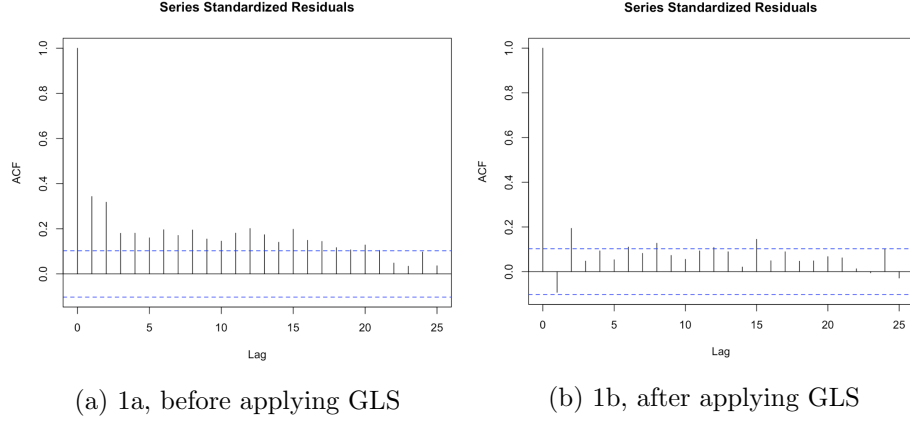 Series Standardized Residuals
ACF
1.0
0.8
0.6
0.4
0.2
0.0
0 5 10 15 20 25
Lag
(a) 1a, before applying GLS
Series Standardized Residuals
ACF
1.0
0.8
0.6
0.4
0.2
0.0
0 5 10 15 20 25
Lag
(b) 1b, after applying GLS